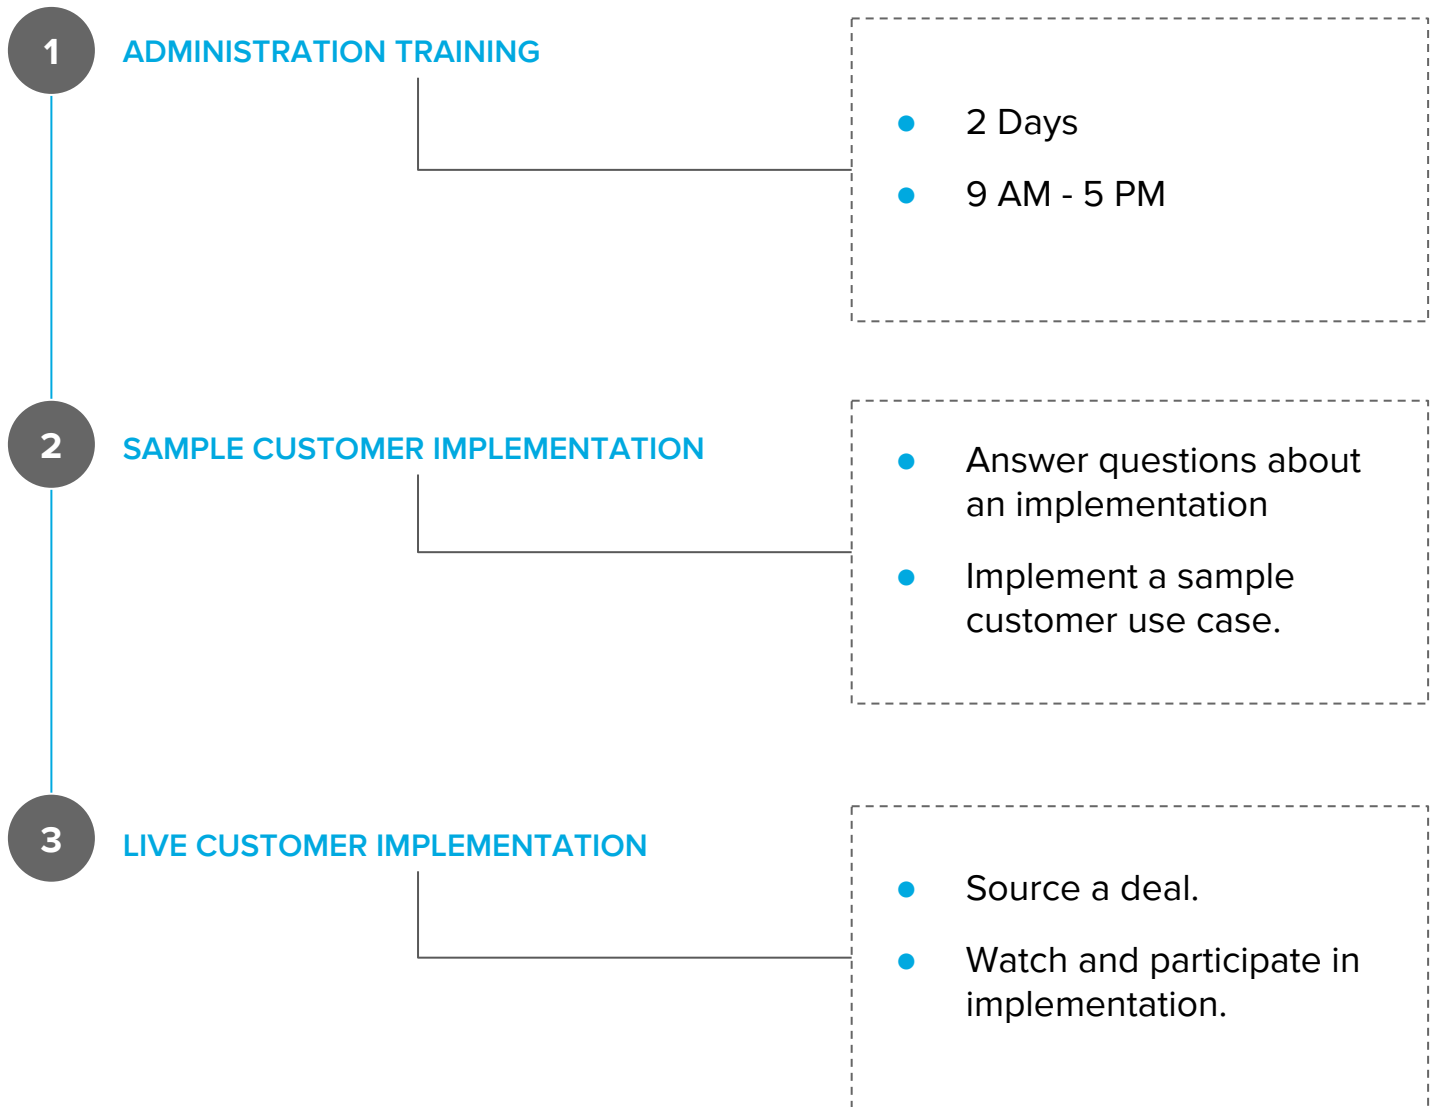 1
ADMINISTRATION TRAINING
● 2 Days
● 9 AM - 5 PM
2
SAMPLE CUSTOMER IMPLEMENTATION
● Answer questions about
an implementation
● Implement a sample
customer use case.
3
LIVE CUSTOMER IMPLEMENTATION
● Source a deal.
● Watch and participate in
implementation.